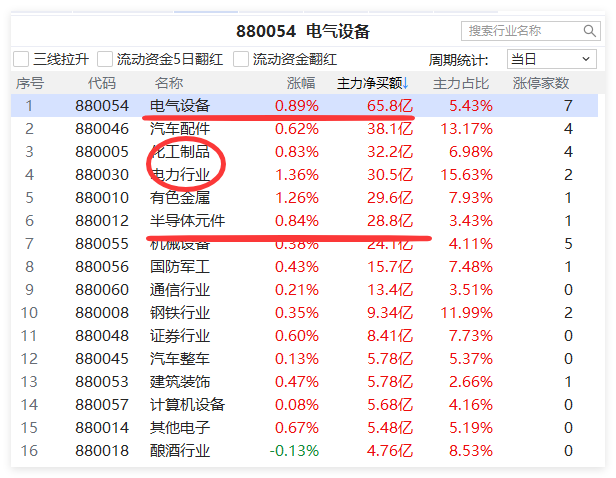 880054 电气设备
搜索行业名称
三线拉升 流动资金5日翻红 流动资金翻红 周期统计: 当日
序号 代码 名称 涨幅 主力净买额↓ 主力占比 涨停家数
1 880054 电气设备 0.89% 65.8亿 5.43% 7
2 880046 汽车配件 0.62% 38.1亿 13.17% 4
3 880005 化工制品 0.83% 32.2亿 6.98% 4
4 880030 电力行业 1.36% 30.5亿 15.63% 2
5 880010 有色金属 1.26% 29.6亿 7.93% 1
6 880012 半导体元件 0.84% 28.8亿 3.43% 1
7 880055 机械设备 0.38% 24.1亿 4.11% 5
8 880056 国防军工 0.43% 15.7亿 7.48% 1
9 880060 通信行业 0.21% 13.4亿 3.51% 0
10 880008 钢铁行业 0.35% 9.34亿 11.99% 2
11 880048 证券行业 0.60% 8.41亿 7.73% 0
12 880045 汽车整车 0.13% 5.78亿 5.37% 0
13 880053 建筑装饰 0.47% 5.78亿 2.66% 1
14 880057 计算机设备 0.08% 5.68亿 4.16% 0
15 880014 其他电子 0.67% 5.48亿 5.19% 0
16 880018 酿酒行业 -0.13% 4.76亿 8.53% 0